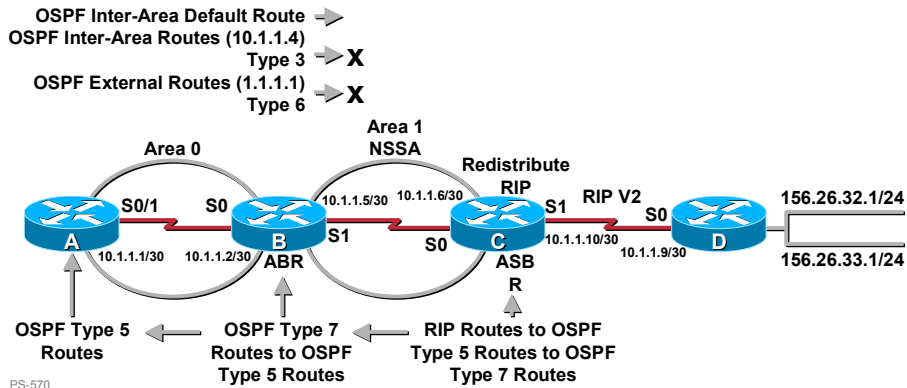 OSPF Inter-Area Default Route
OSPF Inter-Area Routes (10.1.1.4)
Type 3
X
OSPF External Routes (1.1.1.1)
Type 6
X
Area 0
Area 1
NSSA
Redistribute
RIP
RIP V2
S0/1
S0
10.1.1.5/30
10.1.1.6/30
S1
S0
156.26.32.1/24
A
B
S1
S0
C
D
10.1.1.1/30
10.1.1.2/30
ABR
ASB
R
10.1.1.10/30
10.1.1.9/30
156.26.33.1/24
OSPF Type 5
Routes
OSPF Type 7
Routes to OSPF
Type 5 Routes
RIP Routes to OSPF
Type 5 Routes to OSPF
Type 7 Routes
PS-570